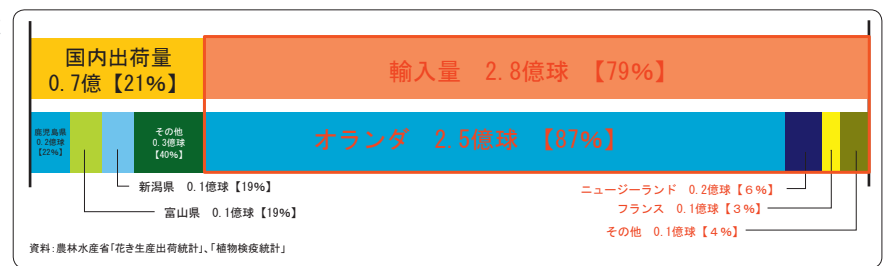 国内出荷量
0.7億【21%】
輸入量 2.8億球 【79%】
鹿児島県
0.2億球
【22%】
その他
0.3億球
【40%】
オランダ 2.5億球 【87%】
新潟県 0.1億球【19%】
富山県 0.1億球【19%】
ニュージーランド 0.2億球【６%】
フランス 0.1億球【３%】
その他 0.1億球【４%】
資料：農林水産省「花き生産出荷統計」、「植物検疫統計」